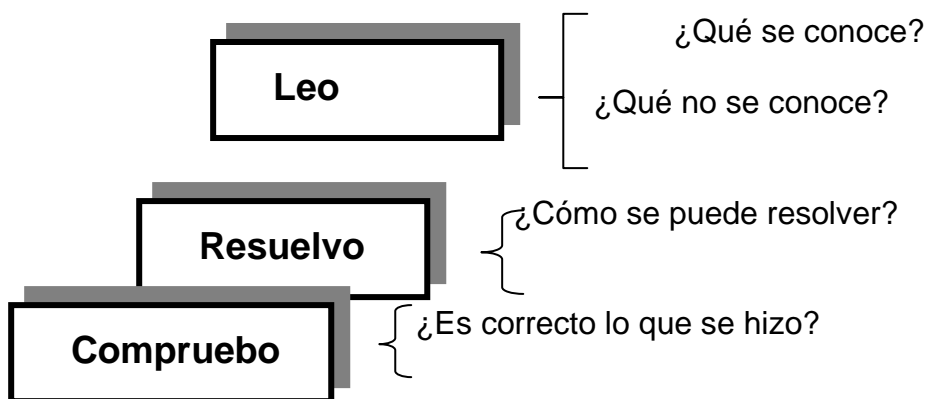 ¿Qué se conoce?
Leo
¿Qué no se conoce?
¿Cómo se puede resolver?
Resuelvo
¿Es correcto lo que se hizo?
Compruebo